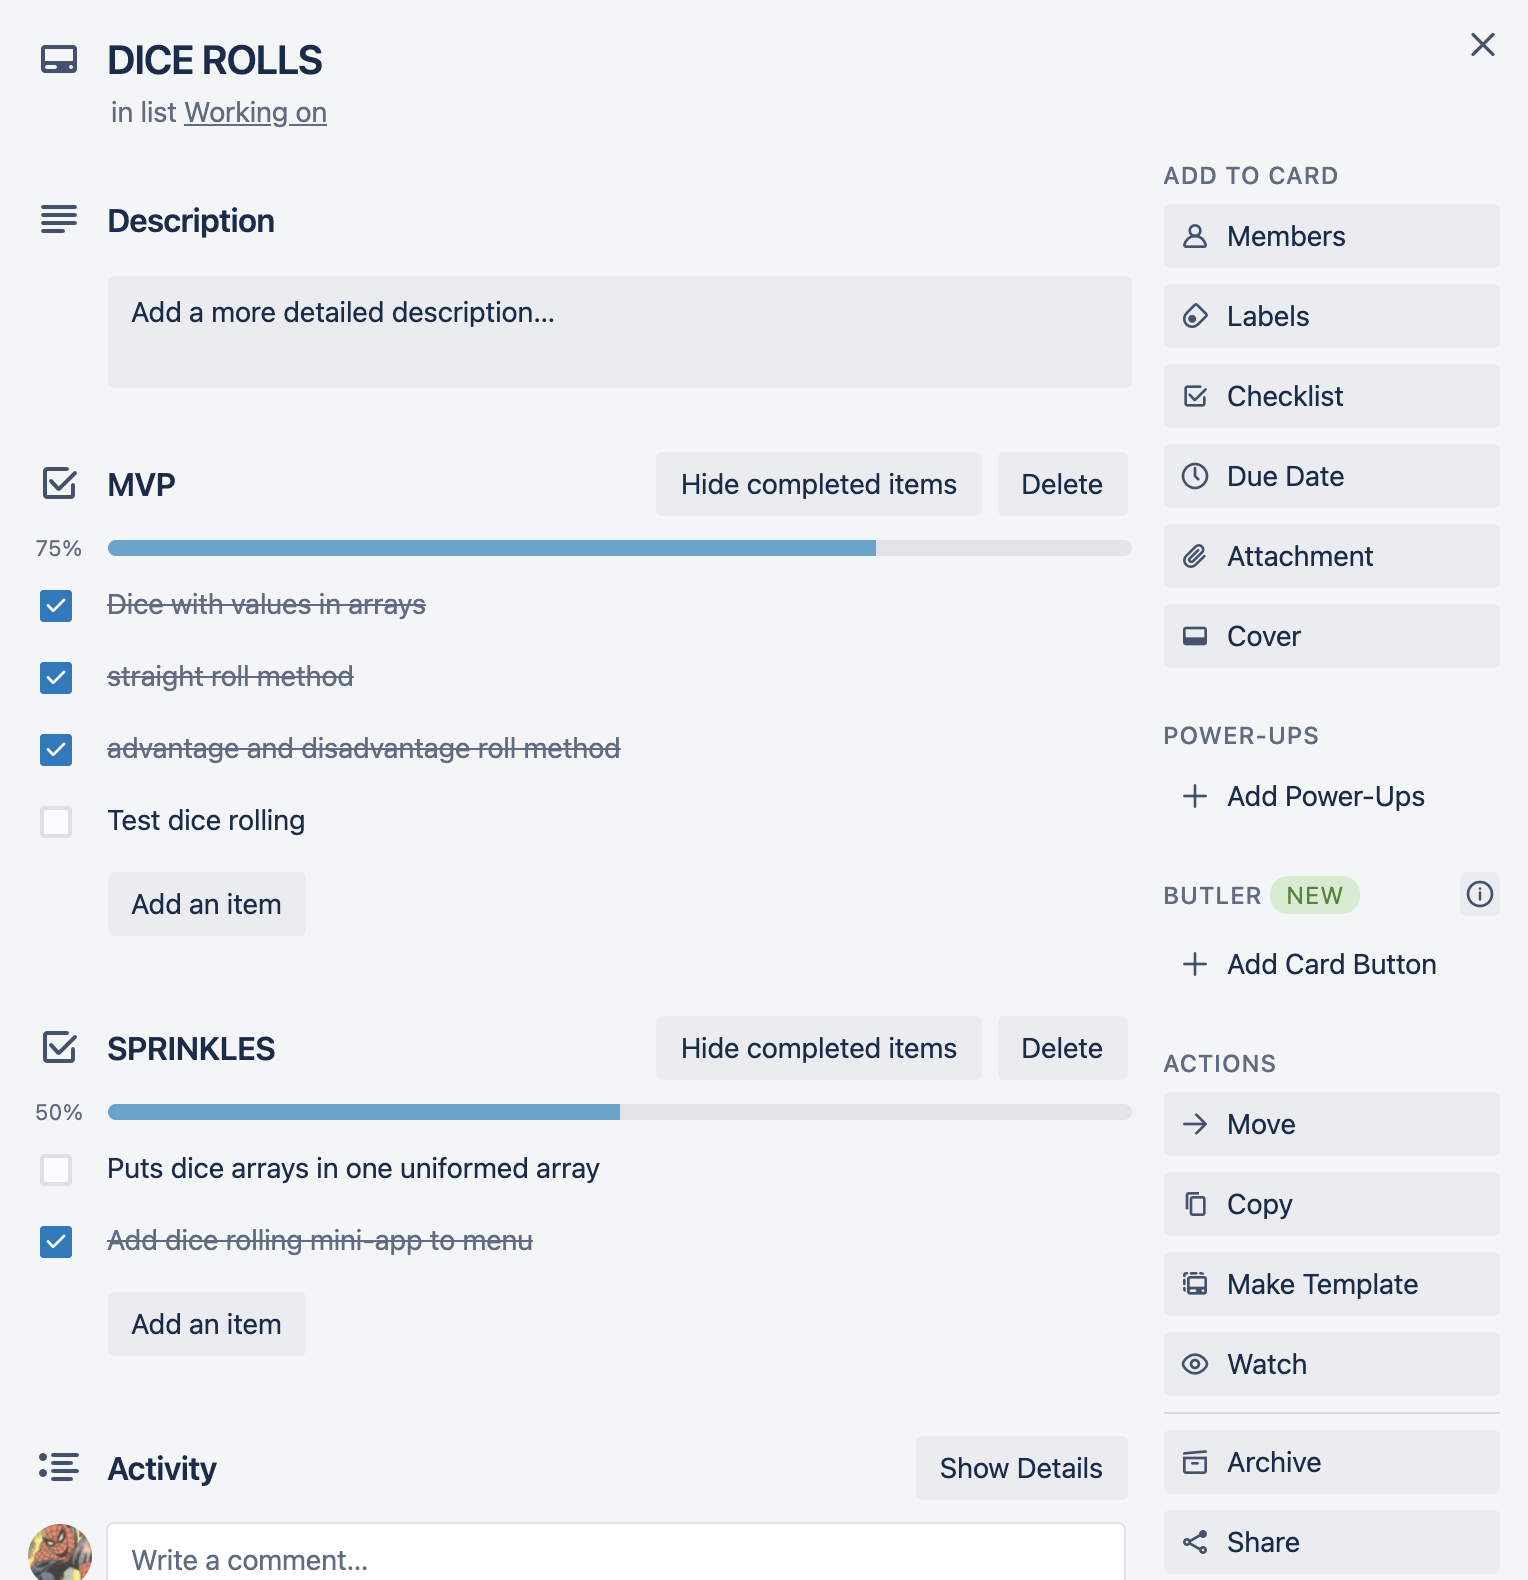 DICE ROLLS
in list Working on
Description
Add a more detailed description...
MVP
Hide completed items
Delete
75%
Dice with values in arrays
straight roll method
advantage and disadvantage roll method
Test dice rolling
Add an item
SPRINKLES
Hide completed items
Delete
50%
Puts dice arrays in one uniformed array
Add dice rolling mini-app to menu
Add an item
Activity
Show Details
Write a comment...
ADD TO CARD
Members
Labels
Checklist
Due Date
Attachment
Cover
POWER-UPS
Add Power-Ups
BUTLER NEW
Add Card Button
ACTIONS
Move
Copy
Make Template
Watch
Archive
Share